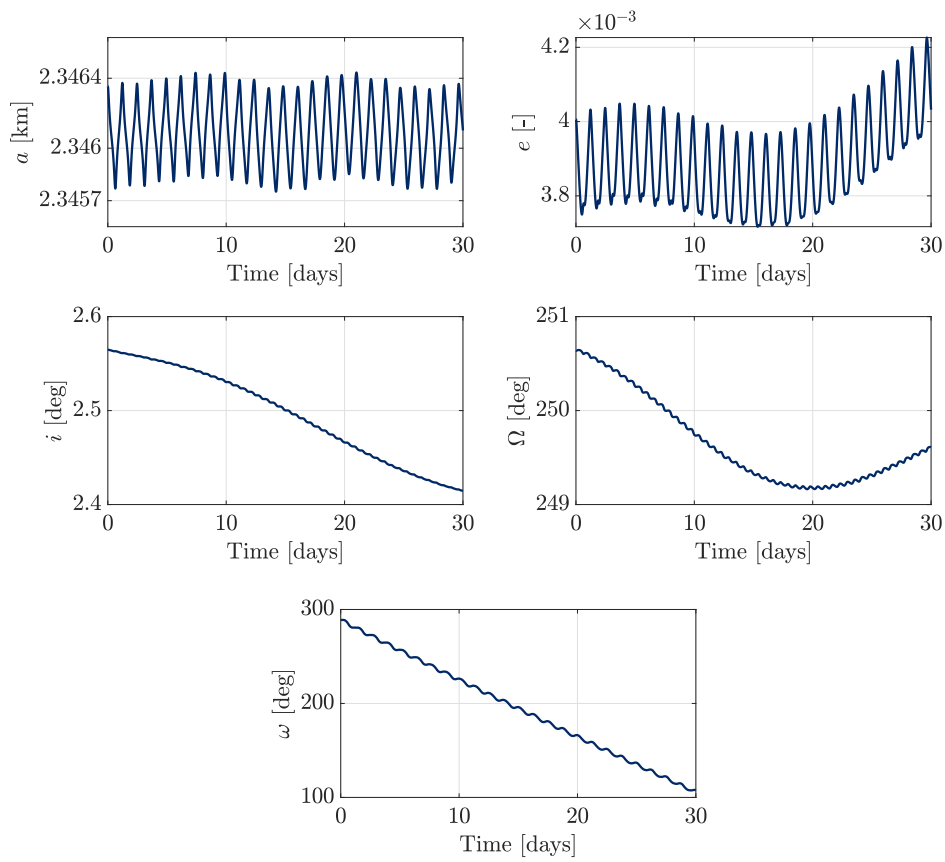 ×10⁻³
2.3464
2.346
2.3457
a [km]
0 10 20 30
Time [days]
4.2
4
3.8
e [-]
0 10 20 30
Time [days]
2.6
2.5
2.4
i [deg]
0 10 20 30
Time [days]
251
250
249
Ω [deg]
0 10 20 30
Time [days]
300
200
100
ω [deg]
0 10 20 30
Time [days]